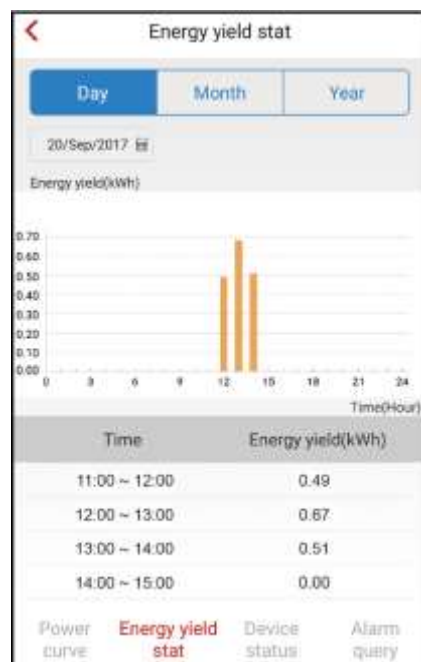 Energy yield stat
Day Month Year
20/Sep/2017
Energy yield(kWh)
0.70
0.60
0.50
0.40
0.30
0.20
0.10
0.00
0 3 6 9 12 15 18 21 24
Time(Hour)
Time Energy yield(kWh)
11:00 ~ 12:00 0.49
12:00 ~ 13:00 0.67
13:00 ~ 14:00 0.51
14:00 ~ 15:00 0.00
Power Energy yield Device Alarm
curve stat status query